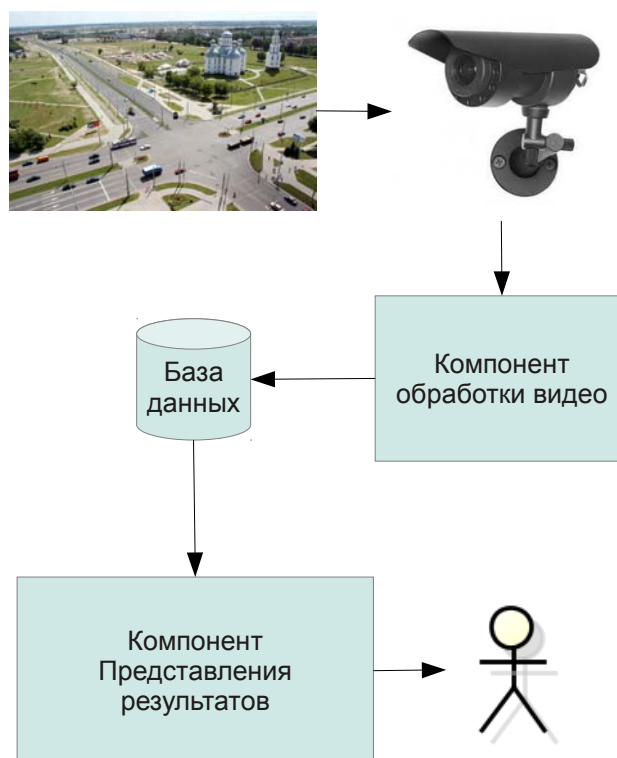 База
данных
Компонент
обработки видео
Компонент
Представления
результатов